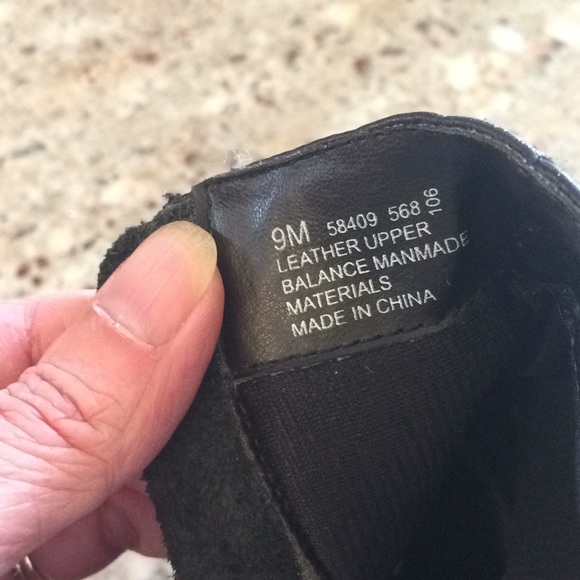 9M 58409 568 106
LEATHER UPPER
BALANCE MANMADE
MATERIALS
MADE IN CHINA